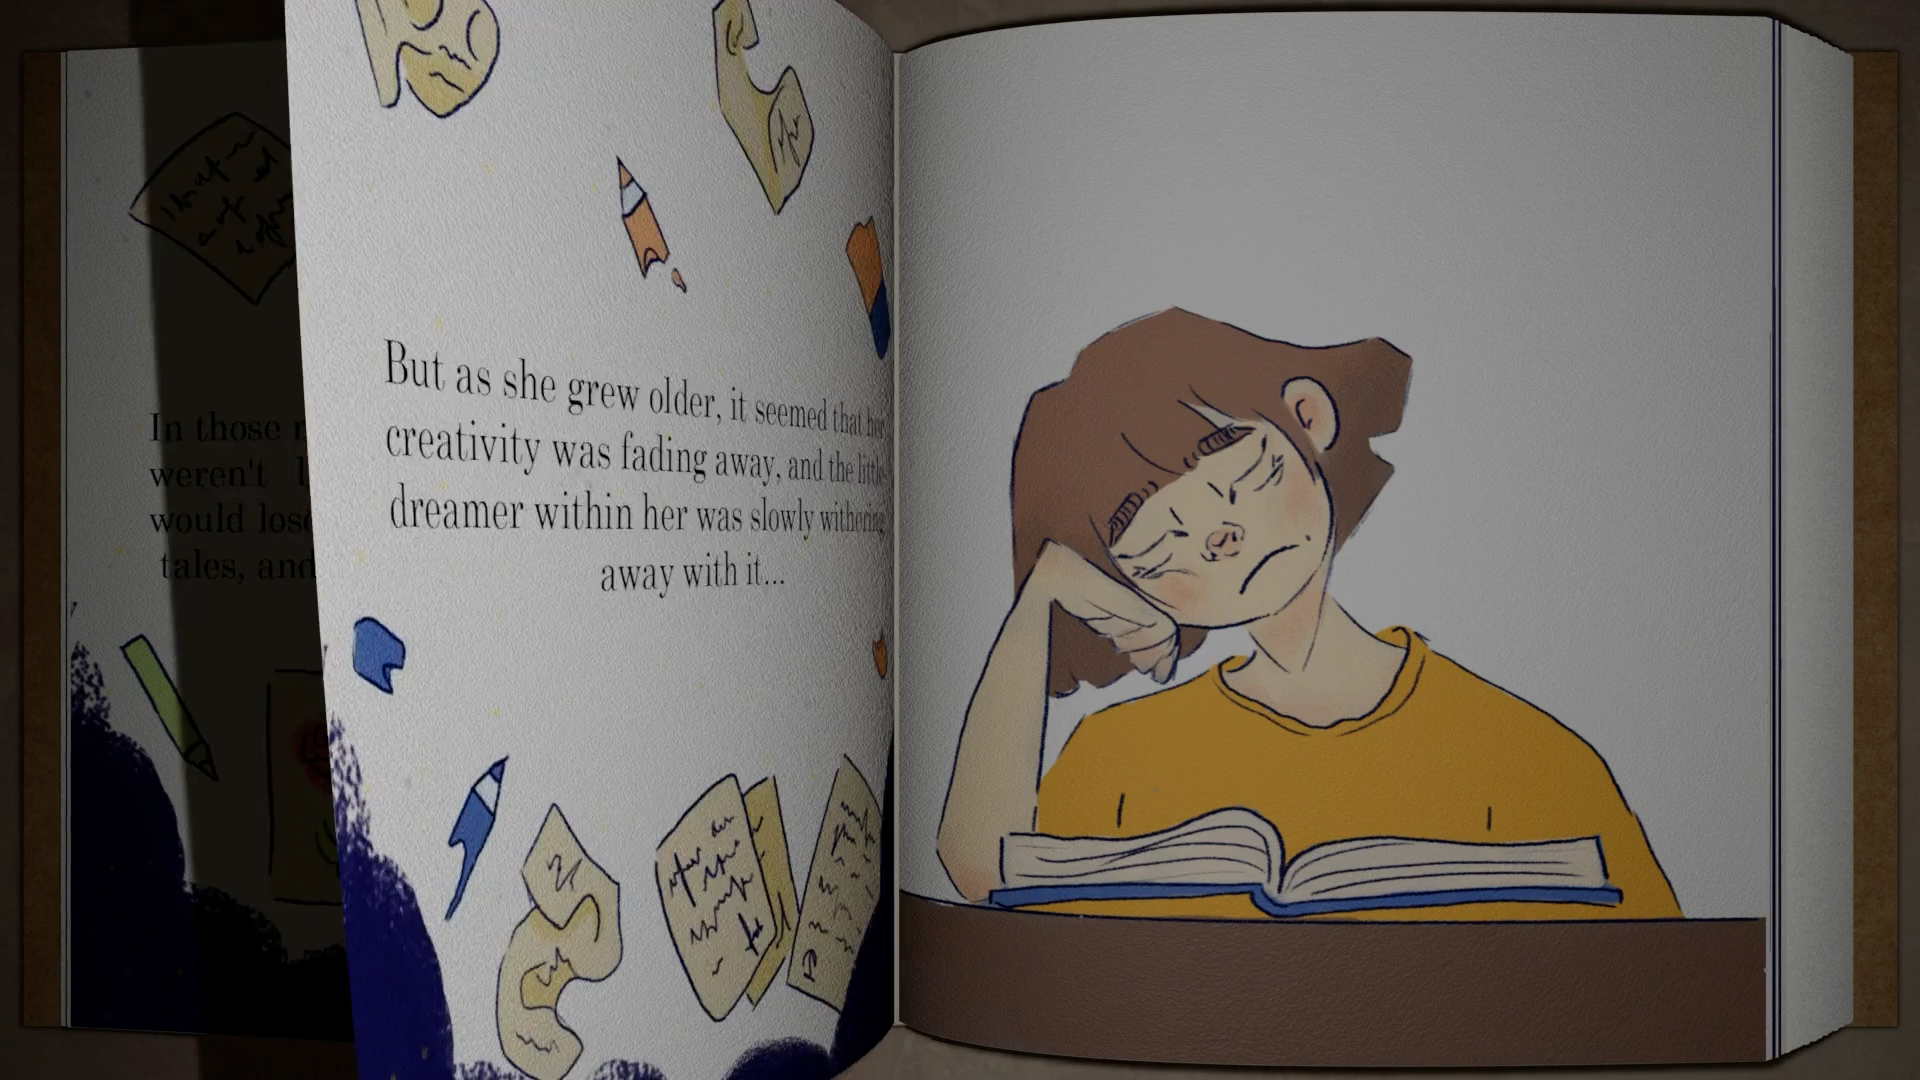 In those
weren't
would lose
tales, and
But as she grew older, it seemed that her
creativity was fading away, and the little
dreamer within her was slowly withering
away with it...